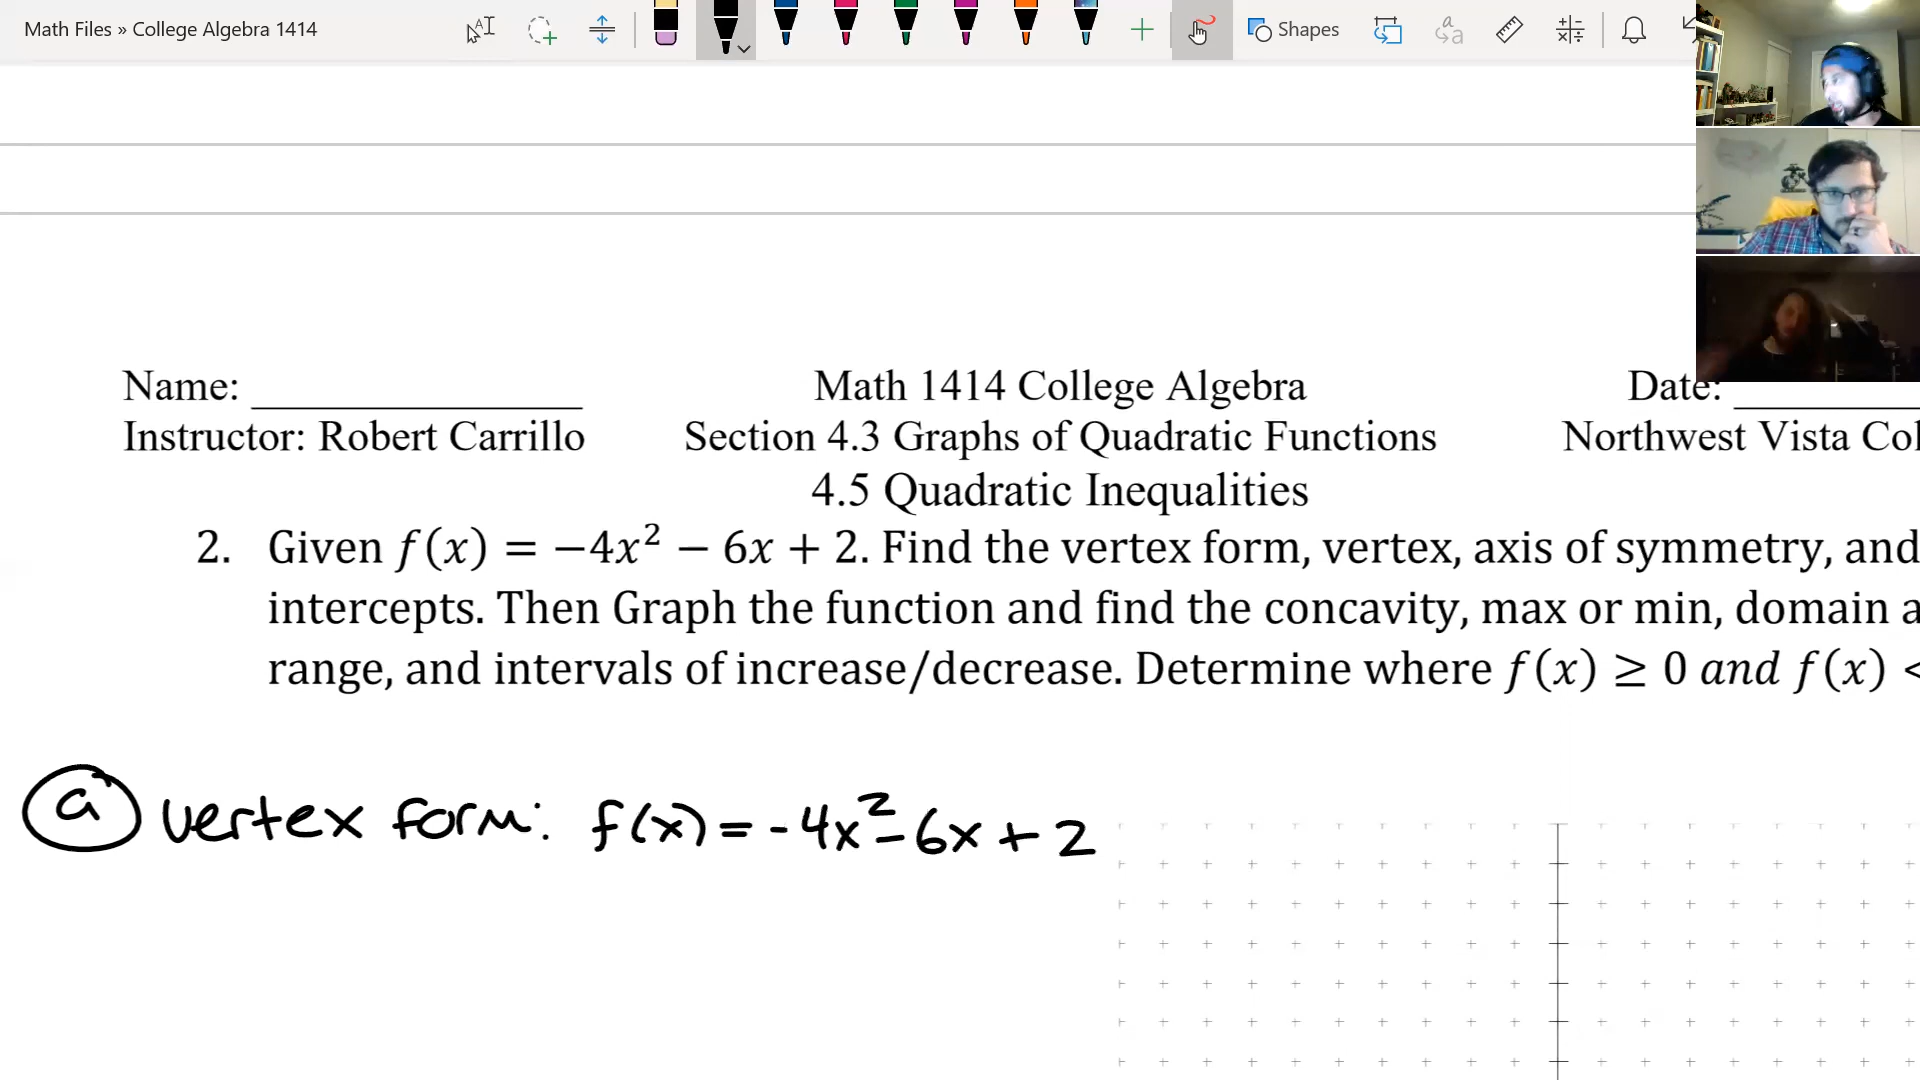 Math Files » College Algebra 1414
Shapes
Name: _______________ Math 1414 College Algebra Date:
Instructor: Robert Carrillo Section 4.3 Graphs of Quadratic Functions Northwest Vista Col
4.5 Quadratic Inequalities
2. Given f(x) = −4x² − 6x + 2. Find the vertex form, vertex, axis of symmetry, and
intercepts. Then Graph the function and find the concavity, max or min, domain a
range, and intervals of increase/decrease. Determine where f(x) ≥ 0 and f(x) <
a vertex form: f(x) = -4x² - 6x + 2